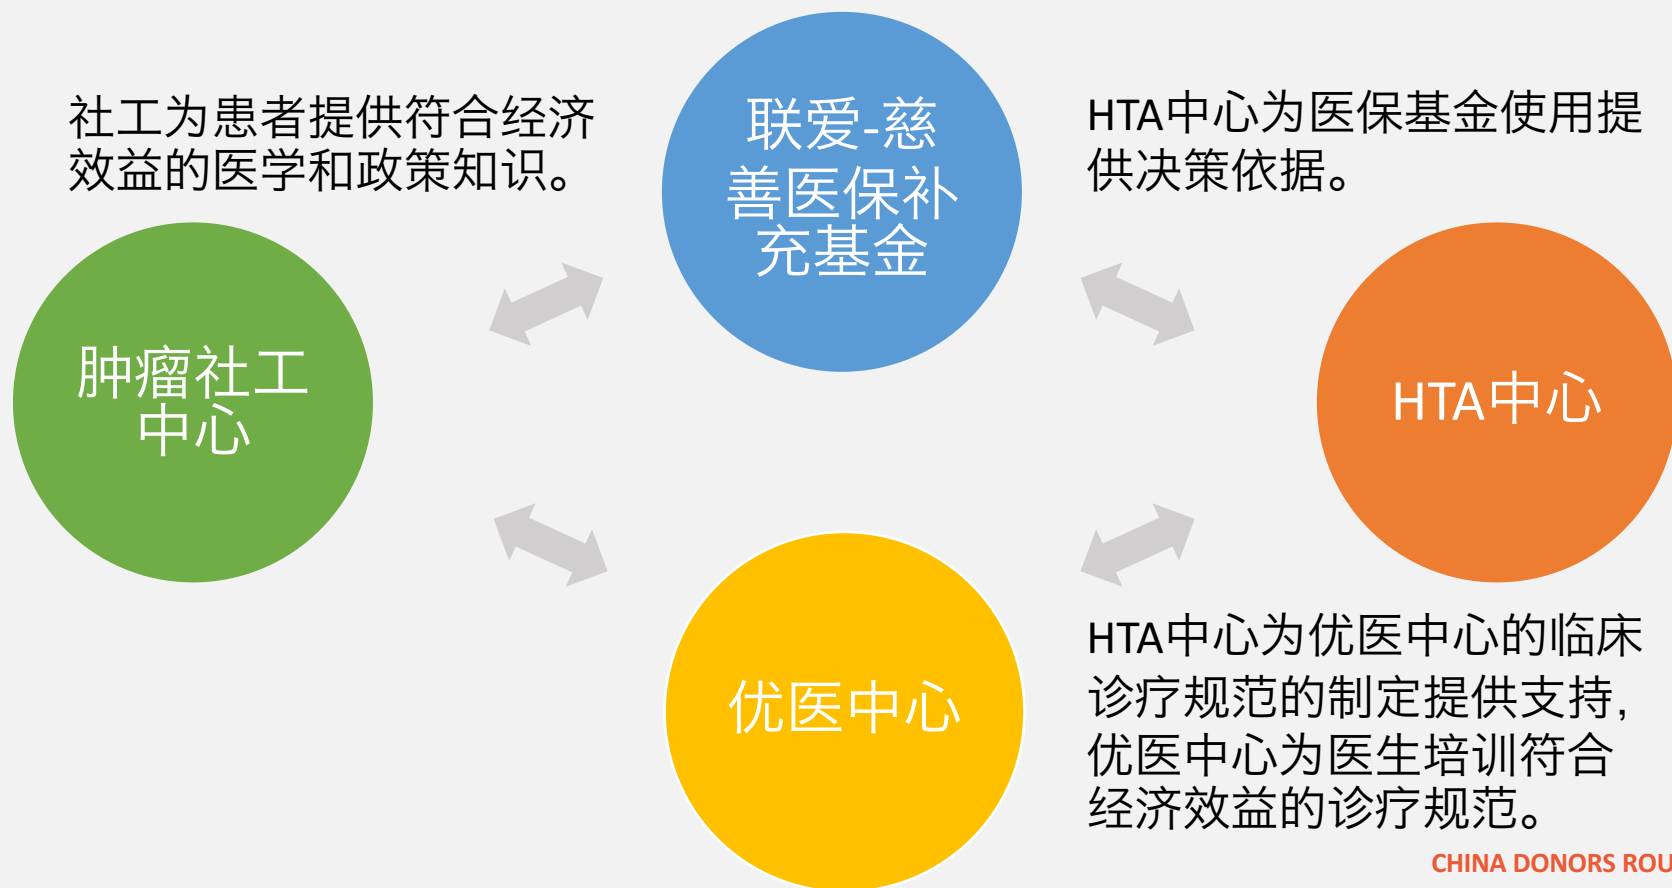 社工为患者提供符合经济
效益的医学和政策知识。
联爱-慈
善医保补
充基金
HTA中心为医保基金使用提
供决策依据。
肿瘤社工
中心
HTA中心
优医中心
HTA中心为优医中心的临床
诊疗规范的制定提供支持,
优医中心为医生培训符合
经济效益的诊疗规范。
CHINA DONORS ROU